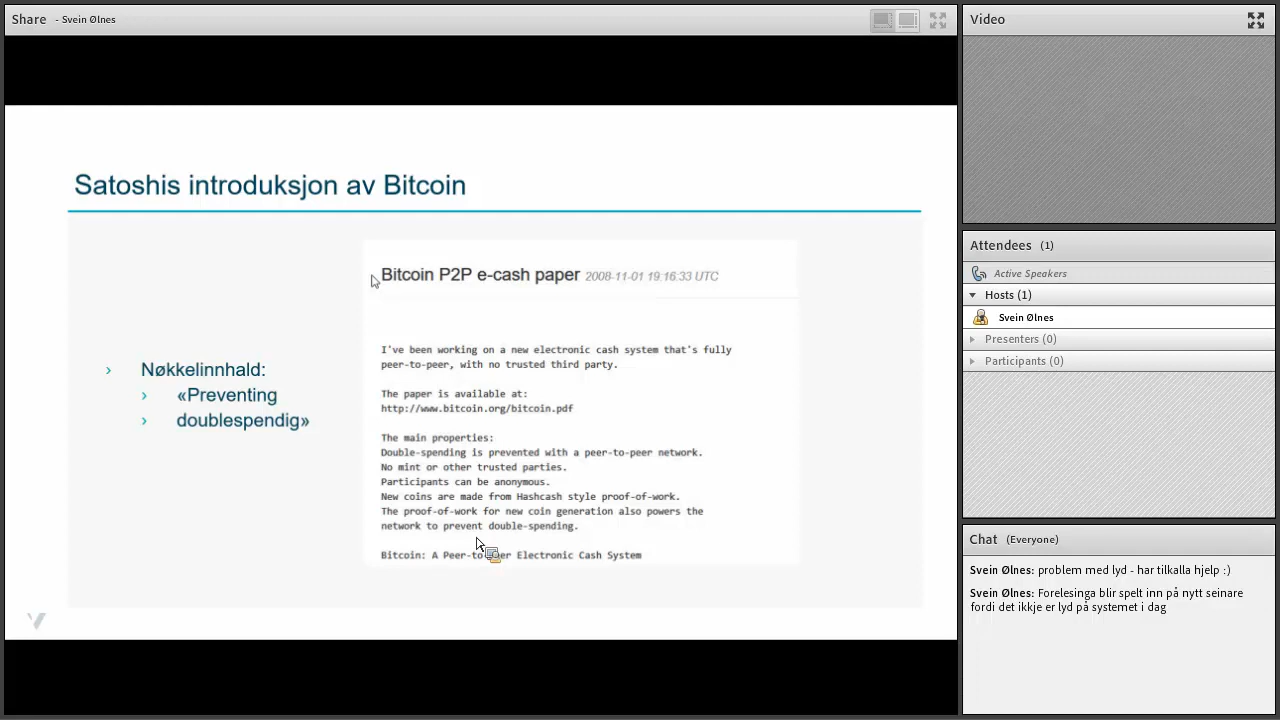 Share - Svein Ølnes
Satoshis introduksjon av Bitcoin
Nøkkelinnhald:
«Preventing
doublespendig»
Bitcoin P2P e-cash paper 2008-11-01 19:16:33 UTC
I've been working on a new electronic cash system that's fully
peer-to-peer, with no trusted third party.
The paper is available at:
http://www.bitcoin.org/bitcoin.pdf
The main properties:
Double-spending is prevented with a peer-to-peer network.
No mint or other trusted parties.
Participants can be anonymous.
New coins are made from Hashcash style proof-of-work.
The proof-of-work for new coin generation also powers the
network to prevent double-spending.
Bitcoin: A Peer-to-Peer Electronic Cash System
Video
Attendees (1)
Active Speakers
Hosts (1)
Svein Ølnes
Presenters (0)
Participants (0)
Chat (Everyone)
Svein Ølnes: problem med lyd - har tilkalla hjelp :)
Svein Ølnes: Forelesinga blir spelt inn på nytt seinare
fordi det ikkje er lyd på systemet i dag